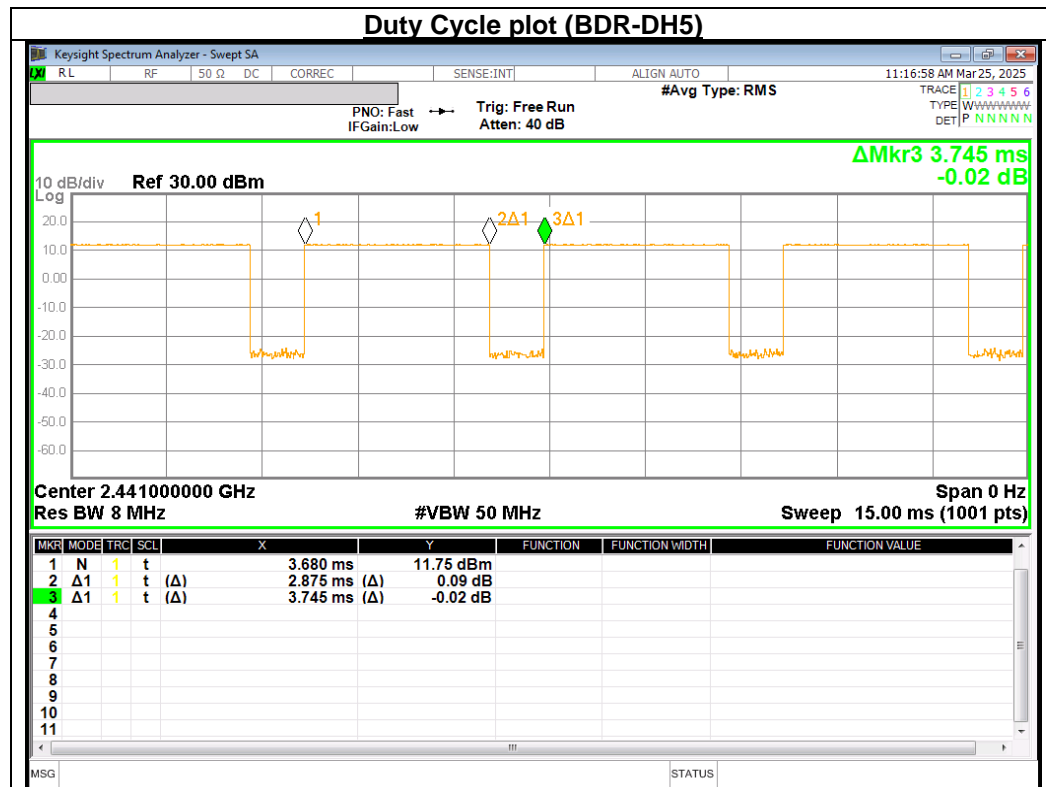 Duty Cycle plot (BDR-DH5)
Keysight Spectrum Analyzer - Swept SA
LXI RL RF 50 Ω DC CORREC SENSE:INT ALIGN AUTO 11:16:58 AM Mar 25, 2025
#Avg Type: RMS TRACE 1 2 3 4 5 6
PNO: Fast Trig: Free Run TYPE WWWWWWW
IFGain:Low Atten: 40 dB DET P N N N N N
ΔMkr3 3.745 ms
-0.02 dB
10 dB/div Ref 30.00 dBm
Log
1 2Δ1 3Δ1
20.0
10.0
0.00
-10.0
-20.0
-30.0
-40.0
-50.0
-60.0
Center 2.441000000 GHz Span 0 Hz
Res BW 8 MHz #VBW 50 MHz Sweep 15.00 ms (1001 pts)
MKR MODE TRC SCL X Y FUNCTION FUNCTION WIDTH FUNCTION VALUE
1 N 1 t 3.680 ms 11.75 dBm
2 Δ1 1 t (Δ) 2.875 ms (Δ) 0.09 dB
3 Δ1 1 t (Δ) 3.745 ms (Δ) -0.02 dB
4
5
6
7
8
9
10
11
MSG STATUS